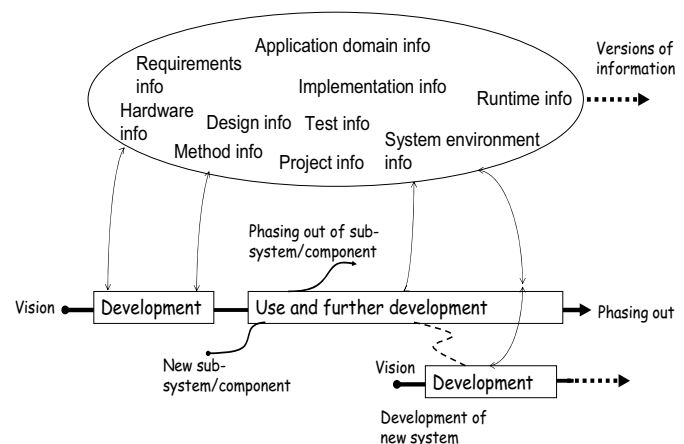 Application domain info
Versions of
information
Requirements
info
Implementation info
Runtime info
Hardware
info
Design info
Test info
System environment
info
Method info
Project info
Phasing out of sub-
system/component
Vision
Development
Use and further development
Phasing out
New sub-
system/component
Vision
Development
Development of
new system